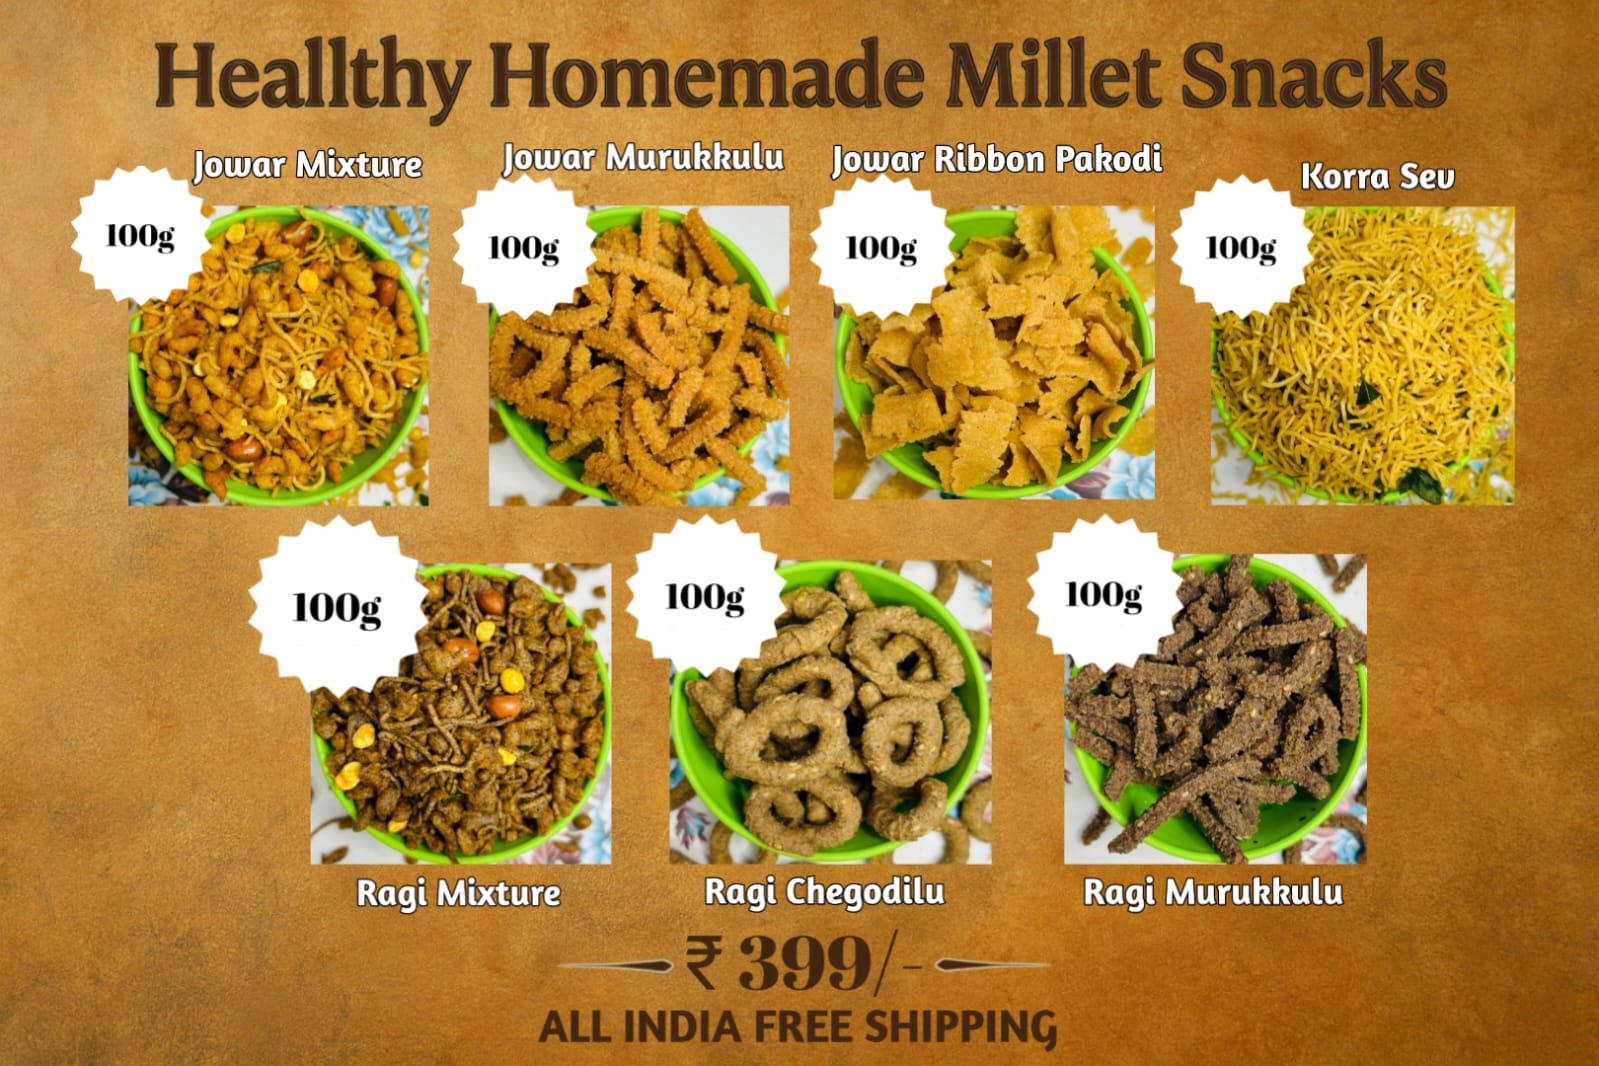 Heallthy Homemade Millet Snacks
Jowar Mixture
Jowar Murukkulu
Jowar Ribbon Pakodi
Korra Sev
100g
100g
100g
100g
100g
100g
100g
Ragi Mixture
Ragi Chegodilu
Ragi Murukkulu
₹ 399/-
ALL INDIA FREE SHIPPING